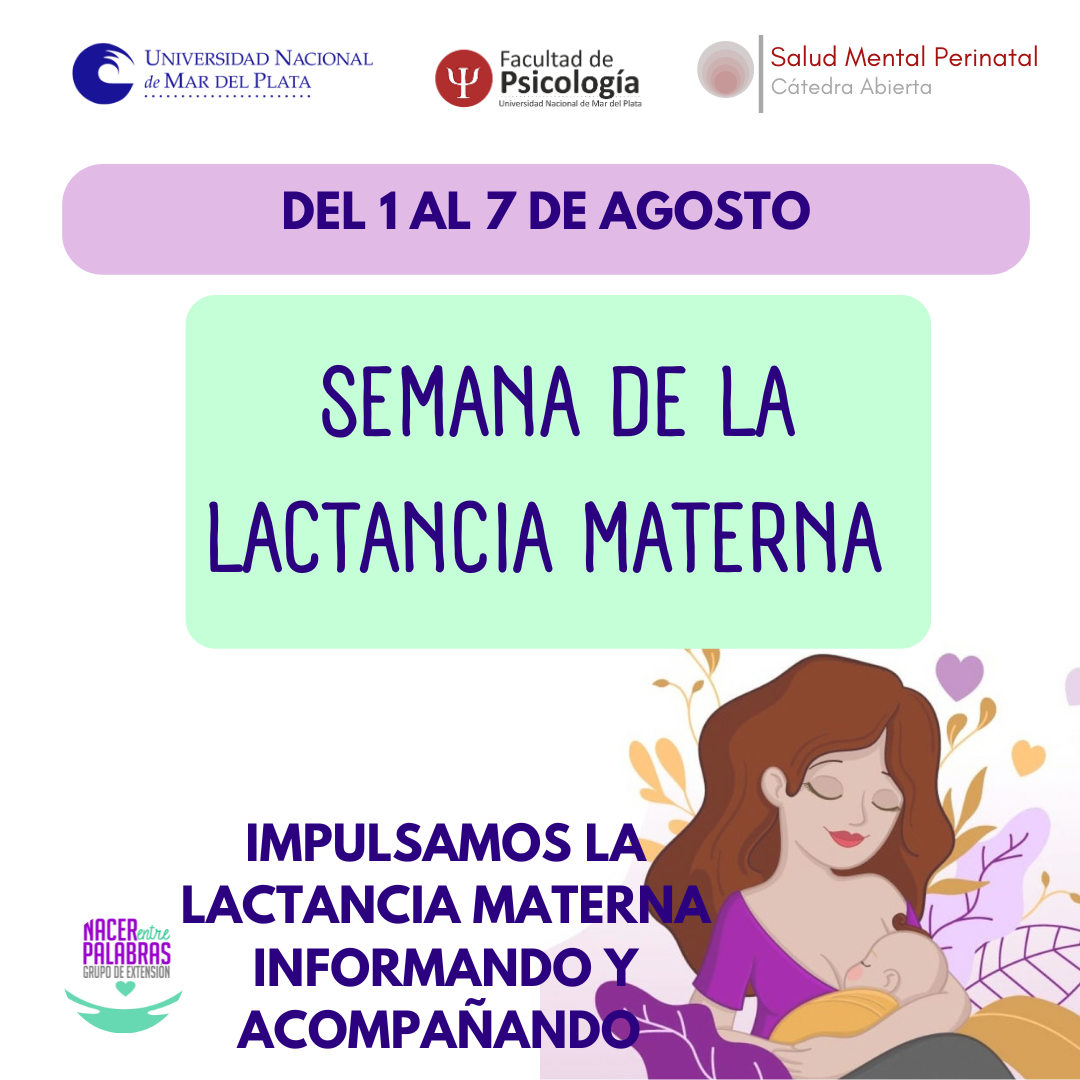 UNIVERSIDAD NACIONAL
de MAR DEL PLATA
Facultad de
Psicología
Universidad Nacional de Mar del Plata
Salud Mental Perinatal
Cátedra Abierta
DEL 1 AL 7 DE AGOSTO
SEMANA DE LA
LACTANCIA MATERNA
IMPULSAMOS LA
LACTANCIA MATERNA
INFORMANDO Y
ACOMPAÑANDO
NACER entre
PALABRAS
GRUPO DE EXTENSION